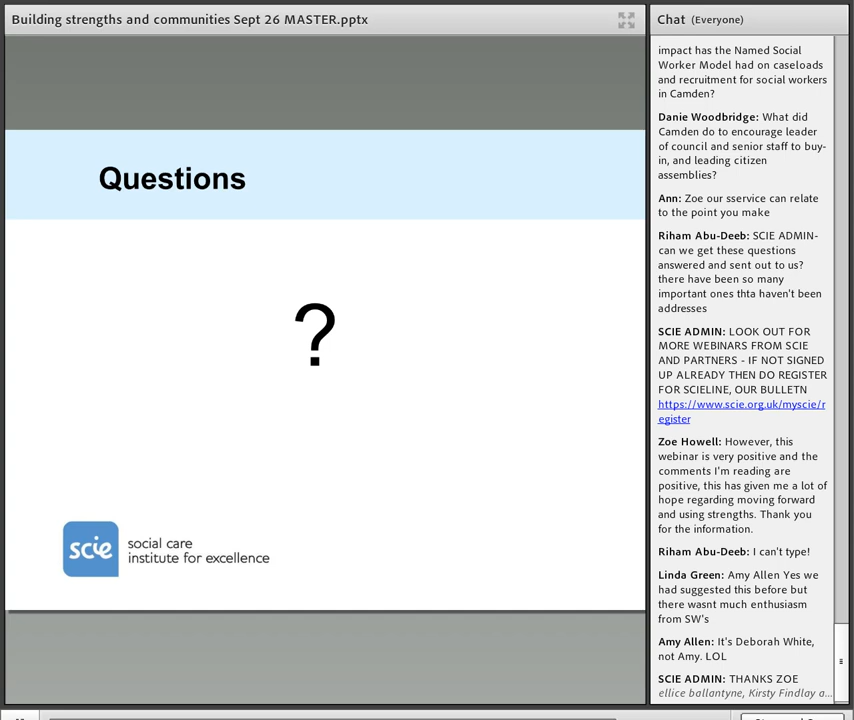 Building strengths and communities Sept 26 MASTER.pptx
Questions
?
scie
social care
institute for excellence
Chat (Everyone)
impact has the Named Social
Worker Model had on caseloads
and recruitment for social workers
in Camden?
Danie Woodbridge: What did
Camden do to encourage leader
of council and senior staff to buy-
in, and leading citizen
assemblies?
Ann: Zoe our sservice can relate
to the point you make
Riham Abu-Deeb: SCIE ADMIN-
can we get these questions
answered and sent out to us?
there have been so many
important ones thta haven't been
addresses
SCIE ADMIN: LOOK OUT FOR
MORE WEBINARS FROM SCIE
AND PARTNERS - IF NOT SIGNED
UP ALREADY THEN DO REGISTER
FOR SCIELINE, OUR BULLETN
https://www.scie.org.uk/myscie/r
egister
Zoe Howell: However, this
webinar is very positive and the
comments I'm reading are
positive, this has given me a lot of
hope regarding moving forward
and using strengths. Thank you
for the information.
Riham Abu-Deeb: I can't type!
Linda Green: Amy Allen Yes we
had suggested this before but
there wasnt much enthusiasm
from SW's
Amy Allen: It's Deborah White,
not Amy. LOL
SCIE ADMIN: THANKS ZOE
ellice ballantyne, Kirsty Findlay a...